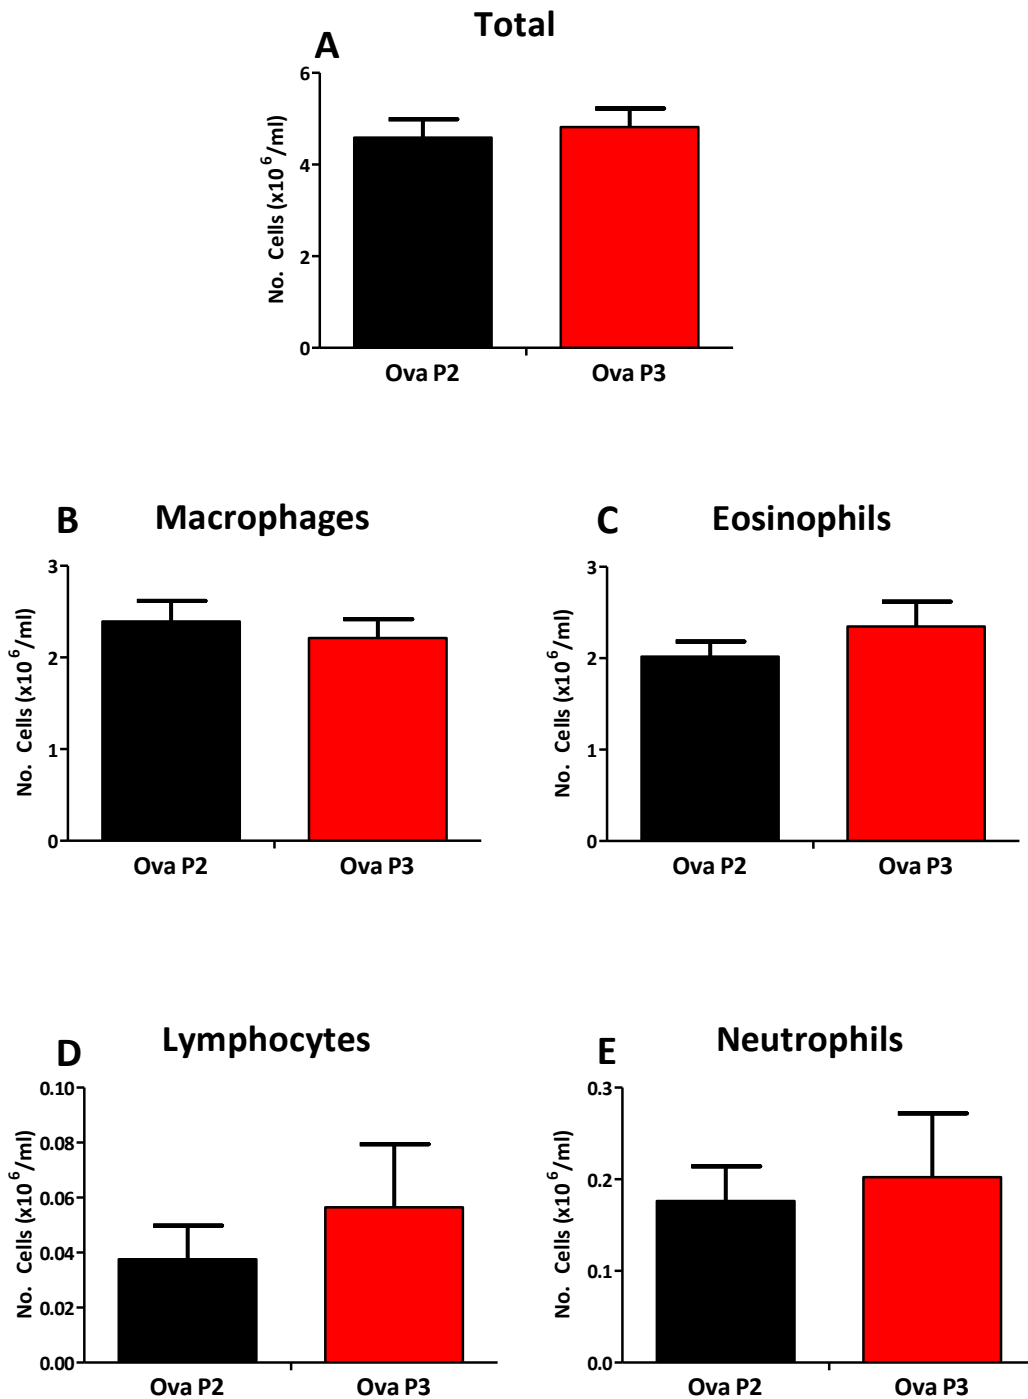 Total
A
No. Cells (x10⁶/ml)
6
4
2
0
Ova P2
Ova P3
B
Macrophages
No. Cells (x10⁶/ml)
3
2
1
0
Ova P2
Ova P3
C
Eosinophils
No. Cells (x10⁶/ml)
3
2
1
0
Ova P2
Ova P3
D
Lymphocytes
No. Cells (x10⁶/ml)
0.10
0.08
0.06
0.04
0.02
0.00
Ova P2
Ova P3
E
Neutrophils
No. Cells (x10⁶/ml)
0.3
0.2
0.1
0.0
Ova P2
Ova P3